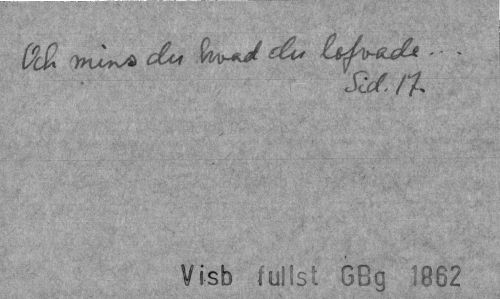 Och mins du hvad du lofvade...
Sid. 17.
Visb fullst GBg 1862